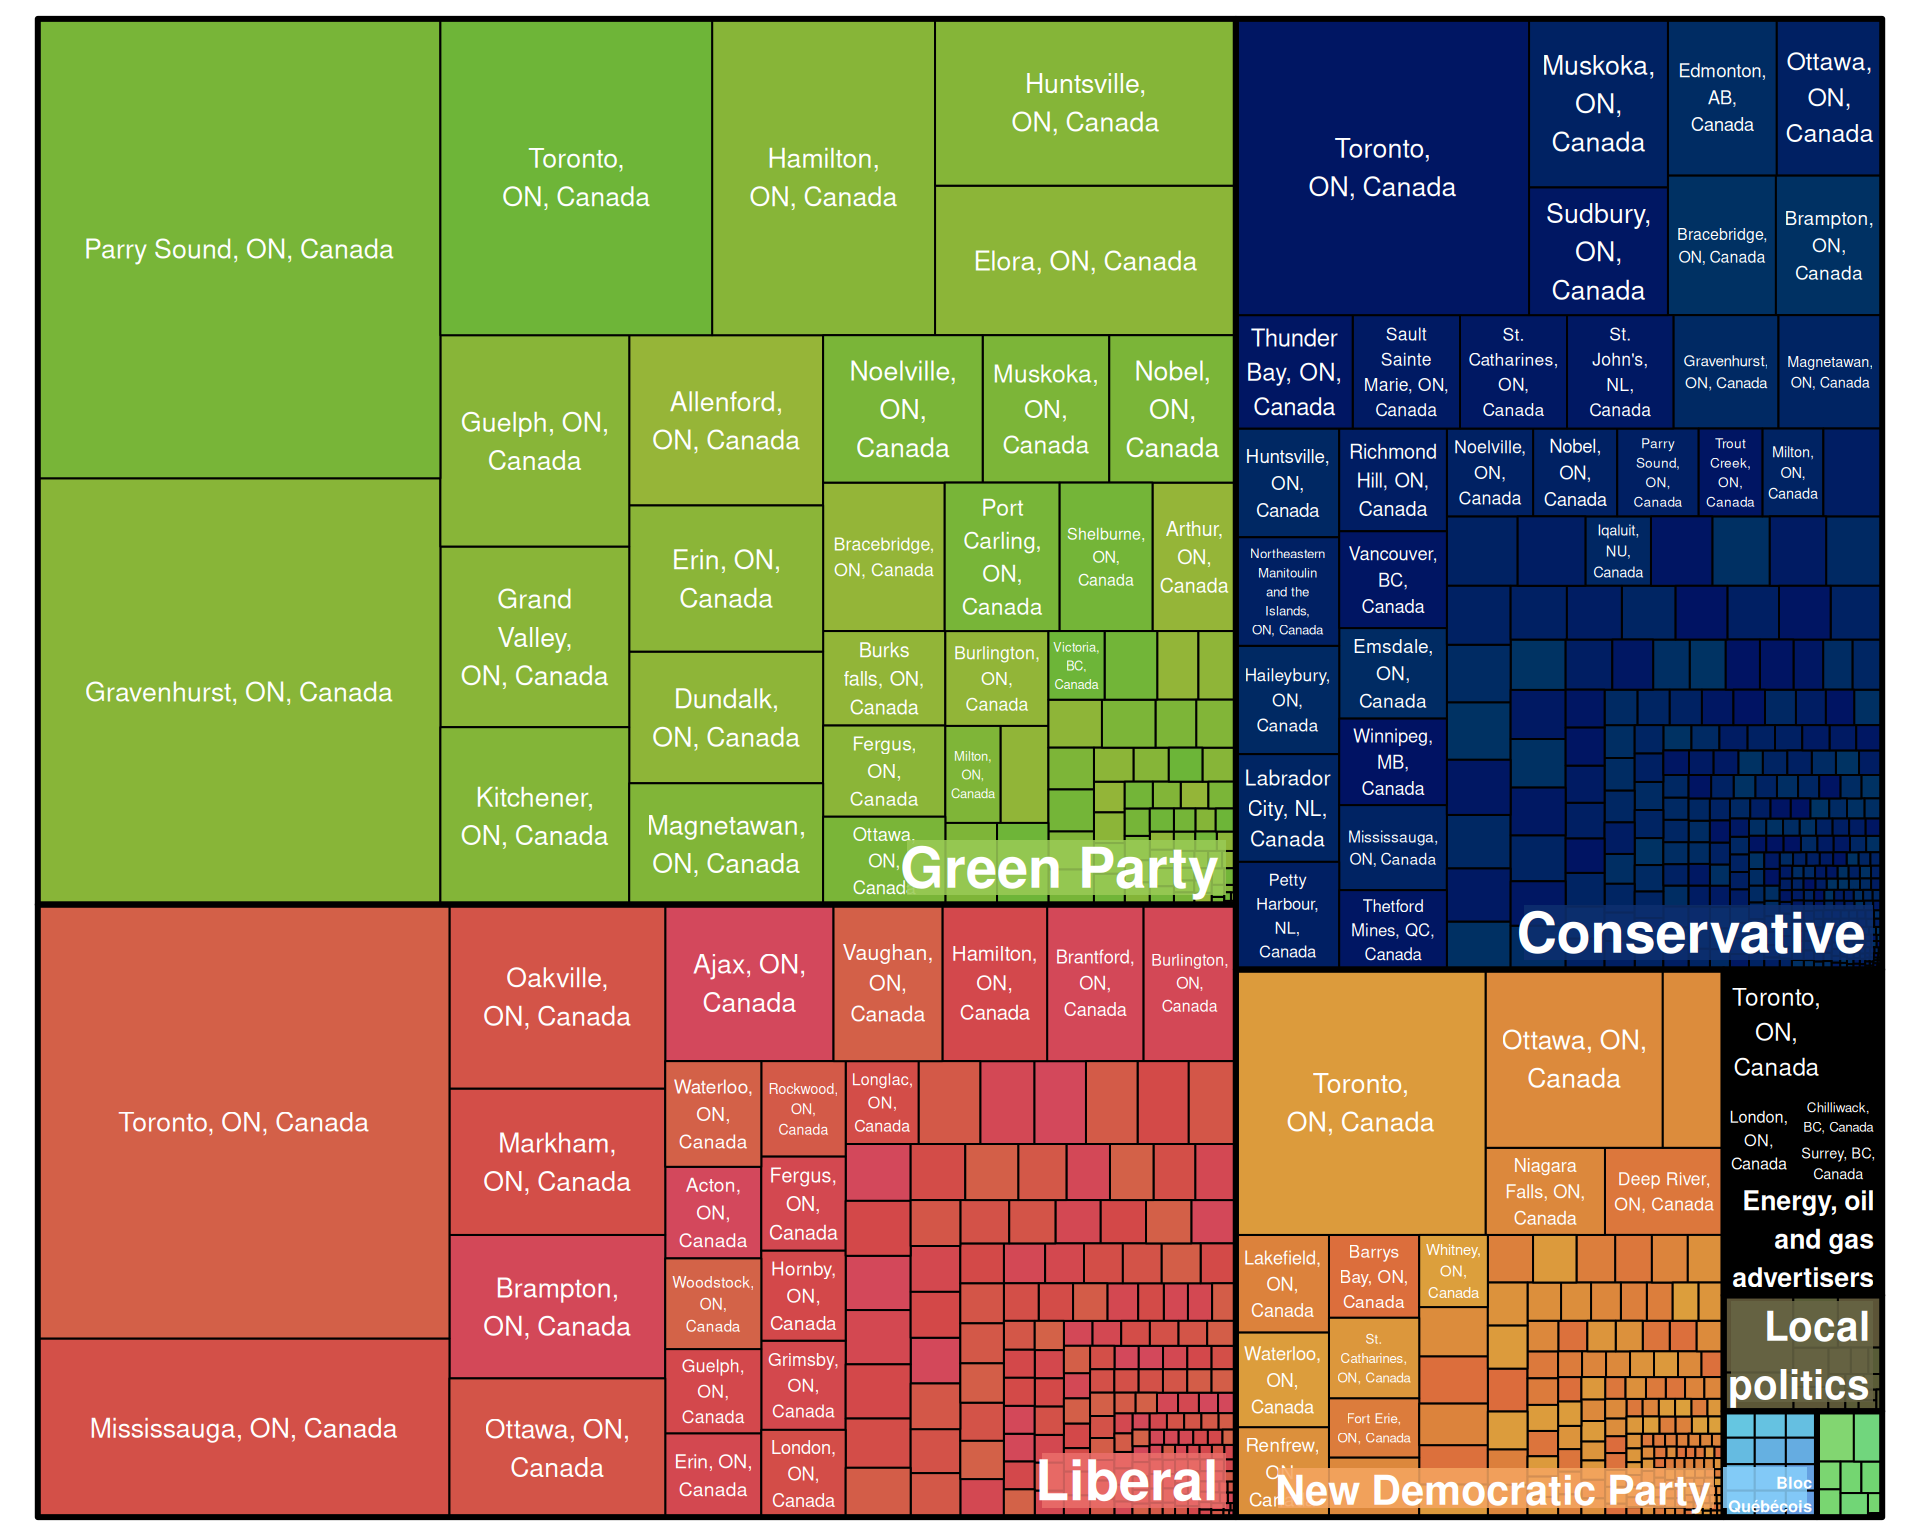 Parry Sound, ON, Canada
Gravenhurst, ON, Canada
Toronto,
ON, Canada
Hamilton,
ON, Canada
Huntsville,
ON, Canada
Elora, ON, Canada
Guelph, ON,
Canada
Grand
Valley,
ON, Canada
Kitchener,
ON, Canada
Allenford,
ON, Canada
Erin, ON,
Canada
Dundalk,
ON, Canada
Magnetawan,
ON, Canada
Noelville,
ON,
Canada
Muskoka,
ON,
Canada
Nobel,
ON,
Canada
Bracebridge,
ON, Canada
Port
Carling,
ON,
Canada
Shelburne,
ON,
Canada
Arthur,
ON,
Canada
Burks
falls, ON,
Canada
Fergus,
ON,
Canada
Ottawa,
ON,
Canada
Burlington,
ON,
Canada
Milton,
ON,
Canada
Victoria,
BC,
Canada
Green Party
Toronto,
ON, Canada
Muskoka,
ON,
Canada
Sudbury,
ON,
Canada
Edmonton,
AB,
Canada
Ottawa,
ON,
Canada
Bracebridge,
ON, Canada
Brampton,
ON,
Canada
Thunder
Bay, ON,
Canada
Sault
Sainte
Marie, ON,
Canada
St.
Catharines,
ON,
Canada
St.
John's,
NL,
Canada
Gravenhurst,
ON, Canada
Magnetawan,
ON, Canada
Huntsville,
ON,
Canada
Northeastern
Manitoulin
and the
Islands,
ON, Canada
Haileybury,
ON,
Canada
Labrador
City, NL,
Canada
Petty
Harbour,
NL,
Canada
Richmond
Hill, ON,
Canada
Vancouver,
BC,
Canada
Emsdale,
ON,
Canada
Winnipeg,
MB,
Canada
Mississauga,
ON, Canada
Thetford
Mines, QC,
Canada
Noelville,
ON,
Canada
Nobel,
ON,
Canada
Parry
Sound,
ON,
Canada
Trout
Creek,
ON,
Canada
Milton,
ON,
Canada
Iqaluit,
NU,
Canada
Conservative
Toronto, ON, Canada
Mississauga, ON, Canada
Oakville,
ON, Canada
Markham,
ON, Canada
Brampton,
ON, Canada
Ottawa, ON,
Canada
Ajax, ON,
Canada
Vaughan,
ON,
Canada
Hamilton,
ON,
Canada
Brantford,
ON,
Canada
Burlington,
ON,
Canada
Waterloo,
ON,
Canada
Acton,
ON,
Canada
Woodstock,
ON,
Canada
Guelph,
ON,
Canada
Erin, ON,
Canada
Rockwood,
ON,
Canada
Fergus,
ON,
Canada
Hornby,
ON,
Canada
Grimsby,
ON,
Canada
London,
ON,
Canada
Longlac,
ON,
Canada
Liberal
Toronto,
ON, Canada
Ottawa, ON,
Canada
Niagara
Falls, ON,
Canada
Deep River,
ON, Canada
Lakefield,
ON,
Canada
Waterloo,
ON,
Canada
Renfrew,
Barrys
Bay, ON,
Canada
St.
Catharines,
ON, Canada
Fort Erie,
ON, Canada
Whitney,
ON,
Canada
New Democratic Party
Toronto,
ON,
Canada
London,
ON,
Canada
Chilliwack,
BC, Canada
Surrey, BC,
Canada
Energy, oil
and gas
advertisers
Local
politics
Bloc
Québécois